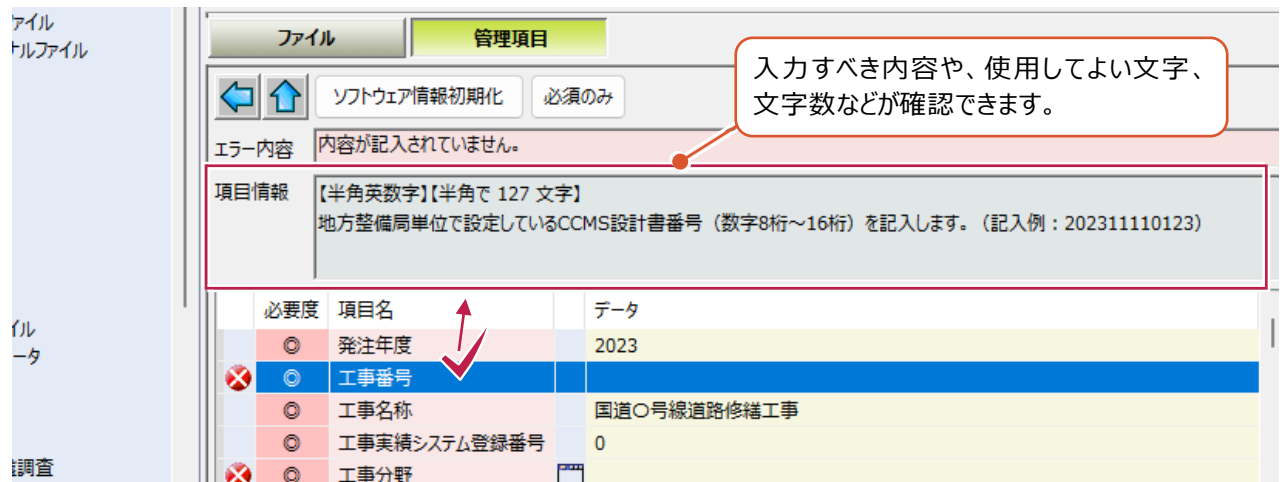 ァイル
ナルファイル
イル
ータ
調査
ファイル
管理項目
入力すべき内容や、使用してよい文字、
文字数などが確認できます。
ソフトウェア情報初期化
必須のみ
エラー内容
内容が記入されていません。
項目情報
【半角英数字】【半角で 127 文字】
地方整備局単位で設定しているCCMS設計書番号（数字8桁～16桁）を記入します。（記入例：202311110123）
必要度 項目名 データ
◎ 発注年度 2023
◎ 工事番号
◎ 工事名称 国道〇号線道路修繕工事
◎ 工事実績システム登録番号 0
◎ 工事分野